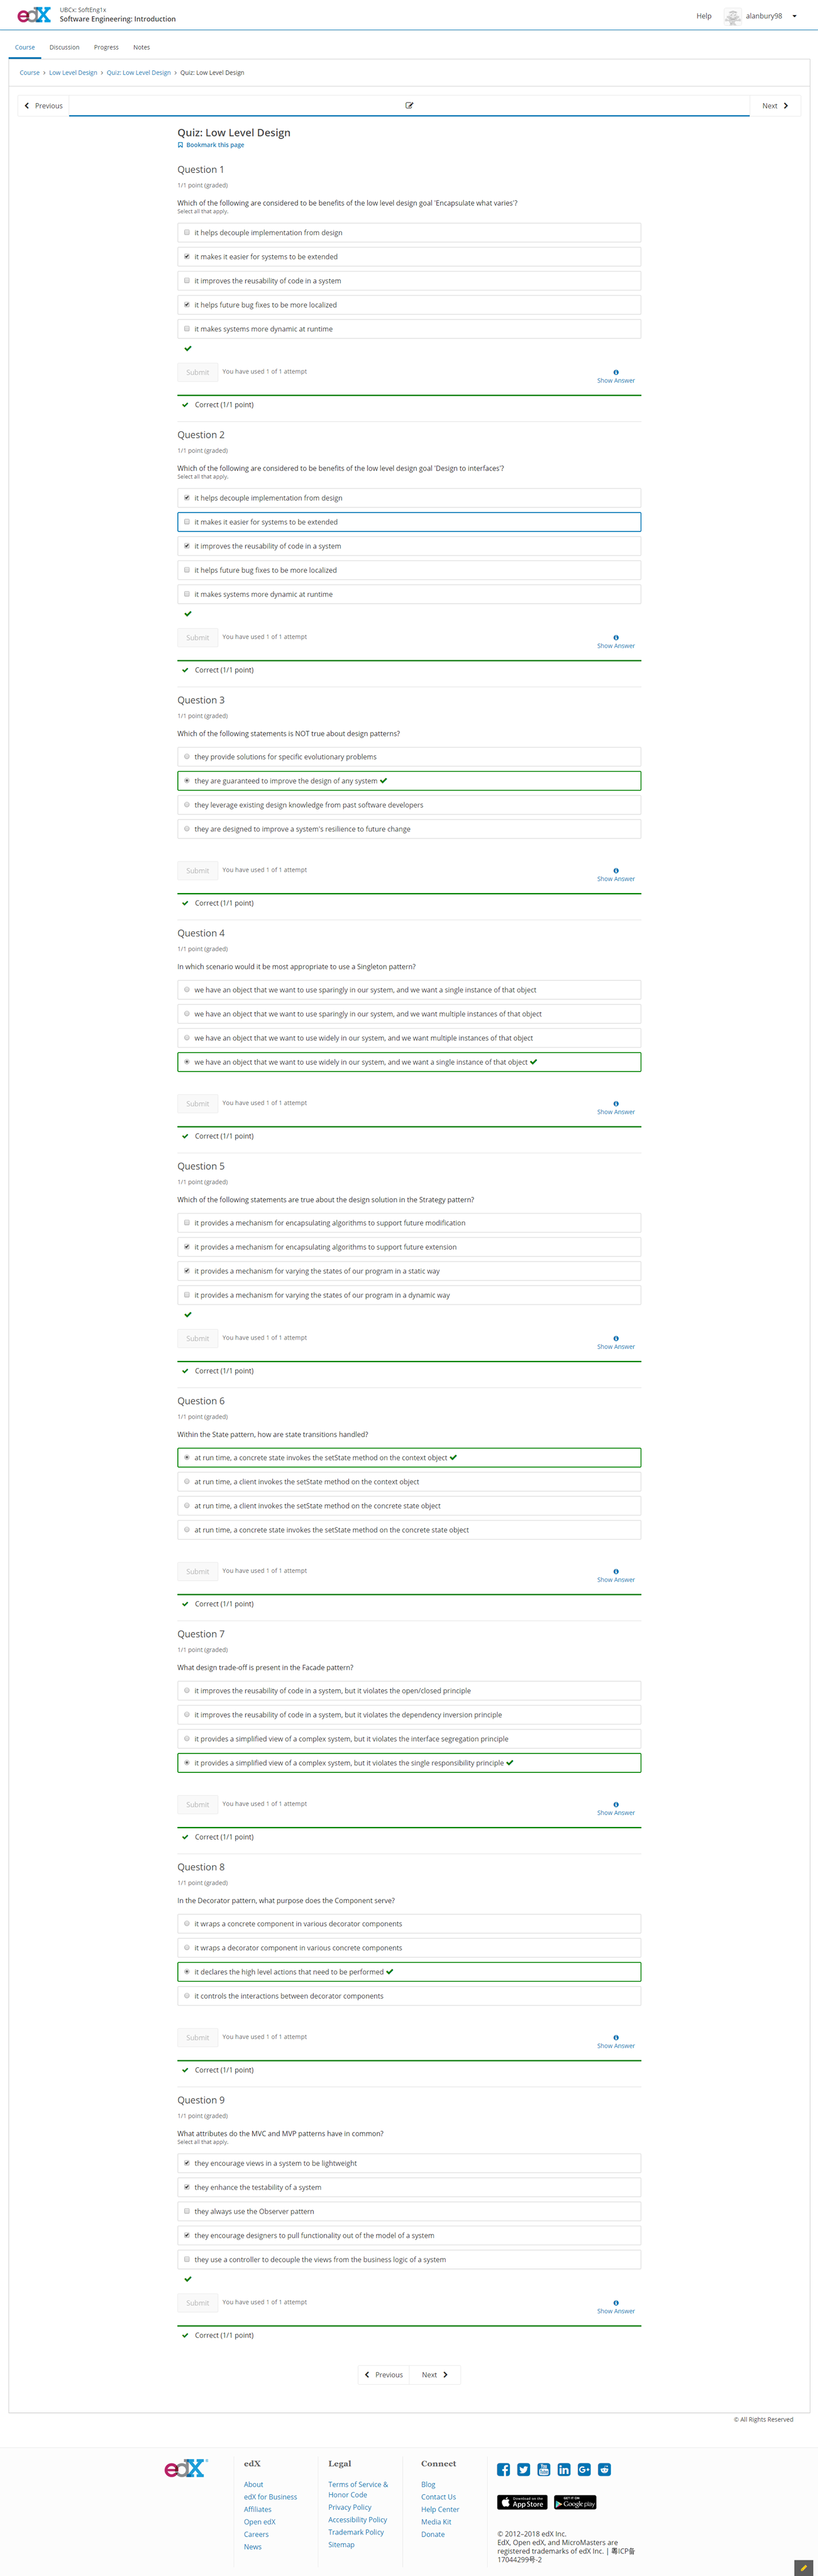 edX
UBCx: SoftEng1x
Software Engineering: Introduction
Help
alanbury98
Course
Discussion
Progress
Notes
Course > Low Level Design > Quiz: Low Level Design > Quiz: Low Level Design
Previous
Next
Quiz: Low Level Design
Bookmark this page
Question 1
1/1 point (graded)
Which of the following are considered to be benefits of the low level design goal 'Encapsulate what varies'?
Select all that apply.
it helps decouple implementation from design
it makes it easier for systems to be extended
it improves the reusability of code in a system
it helps future bug fixes to be more localized
it makes systems more dynamic at runtime
Submit
You have used 1 of 1 attempt
Show Answer
Correct (1/1 point)
Question 2
1/1 point (graded)
Which of the following are considered to be benefits of the low level design goal 'Design to interfaces'?
Select all that apply.
it helps decouple implementation from design
it makes it easier for systems to be extended
it improves the reusability of code in a system
it helps future bug fixes to be more localized
it makes systems more dynamic at runtime
Submit
You have used 1 of 1 attempt
Show Answer
Correct (1/1 point)
Question 3
1/1 point (graded)
Which of the following statements is NOT true about design patterns?
they provide solutions for specific evolutionary problems
they are guaranteed to improve the design of any system
they leverage existing design knowledge from past software developers
they are designed to improve a system's resilience to future change
Submit
You have used 1 of 1 attempt
Show Answer
Correct (1/1 point)
Question 4
1/1 point (graded)
In which scenario would it be most appropriate to use a Singleton pattern?
we have an object that we want to use sparingly in our system, and we want a single instance of that object
we have an object that we want to use sparingly in our system, and we want multiple instances of that object
we have an object that we want to use widely in our system, and we want multiple instances of that object
we have an object that we want to use widely in our system, and we want a single instance of that object
Submit
You have used 1 of 1 attempt
Show Answer
Correct (1/1 point)
Question 5
1/1 point (graded)
Which of the following statements are true about the design solution in the Strategy pattern?
it provides a mechanism for encapsulating algorithms to support future modification
it provides a mechanism for encapsulating algorithms to support future extension
it provides a mechanism for varying the states of our program in a static way
it provides a mechanism for varying the states of our program in a dynamic way
Submit
You have used 1 of 1 attempt
Show Answer
Correct (1/1 point)
Question 6
1/1 point (graded)
Within the State pattern, how are state transitions handled?
at run time, a concrete state invokes the setState method on the context object
at run time, a client invokes the setState method on the context object
at run time, a client invokes the setState method on the concrete state object
at run time, a concrete state invokes the setState method on the concrete state object
Submit
You have used 1 of 1 attempt
Show Answer
Correct (1/1 point)
Question 7
1/1 point (graded)
What design trade-off is present in the Facade pattern?
it improves the reusability of code in a system, but it violates the open/closed principle
it improves the reusability of code in a system, but it violates the dependency inversion principle
it provides a simplified view of a complex system, but it violates the interface segregation principle
it provides a simplified view of a complex system, but it violates the single responsibility principle
Submit
You have used 1 of 1 attempt
Show Answer
Correct (1/1 point)
Question 8
1/1 point (graded)
In the Decorator pattern, what purpose does the Component serve?
it wraps a concrete component in various decorator components
it wraps a decorator component in various concrete components
it declares the high level actions that need to be performed
it controls the interactions between decorator components
Submit
You have used 1 of 1 attempt
Show Answer
Correct (1/1 point)
Question 9
1/1 point (graded)
What attributes do the MVC and MVP patterns have in common?
Select all that apply.
they encourage views in a system to be lightweight
they enhance the testability of a system
they always use the Observer pattern
they encourage designers to pull functionality out of the model of a system
they use a controller to decouple the views from the business logic of a system
Submit
You have used 1 of 1 attempt
Show Answer
Correct (1/1 point)
Previous
Next
© All Rights Reserved
edX
edX
About
edX for Business
Affiliates
Open edX
Careers
News
Legal
Terms of Service &
Honor Code
Privacy Policy
Accessibility Policy
Trademark Policy
Sitemap
Connect
Blog
Contact Us
Help Center
Media Kit
Donate
App Store
Google play
© 2012–2018 edX Inc.
EdX, Open edX, and MicroMasters are
registered trademarks of edX Inc. | 粤ICP备
17044299号-2